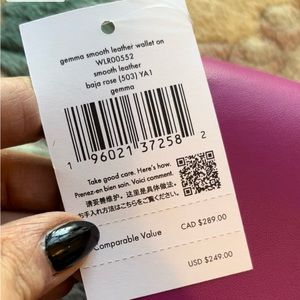 gemma smooth leather wallet on
WLR00552
smooth leather
baja rose (503) YA1
gemma
1 96021 37258 2
Take good care. Here's how.
Prenez-en bien soin. Voici comment.
请妥善维护。这里是具体做法。
お手入れ方法はこちらをご覧ください。
Comparable Value CAD $289.00
USD $249.00